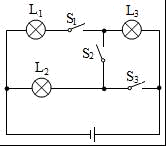 L₁ S₁ L₃
S₂
L₂ S₃